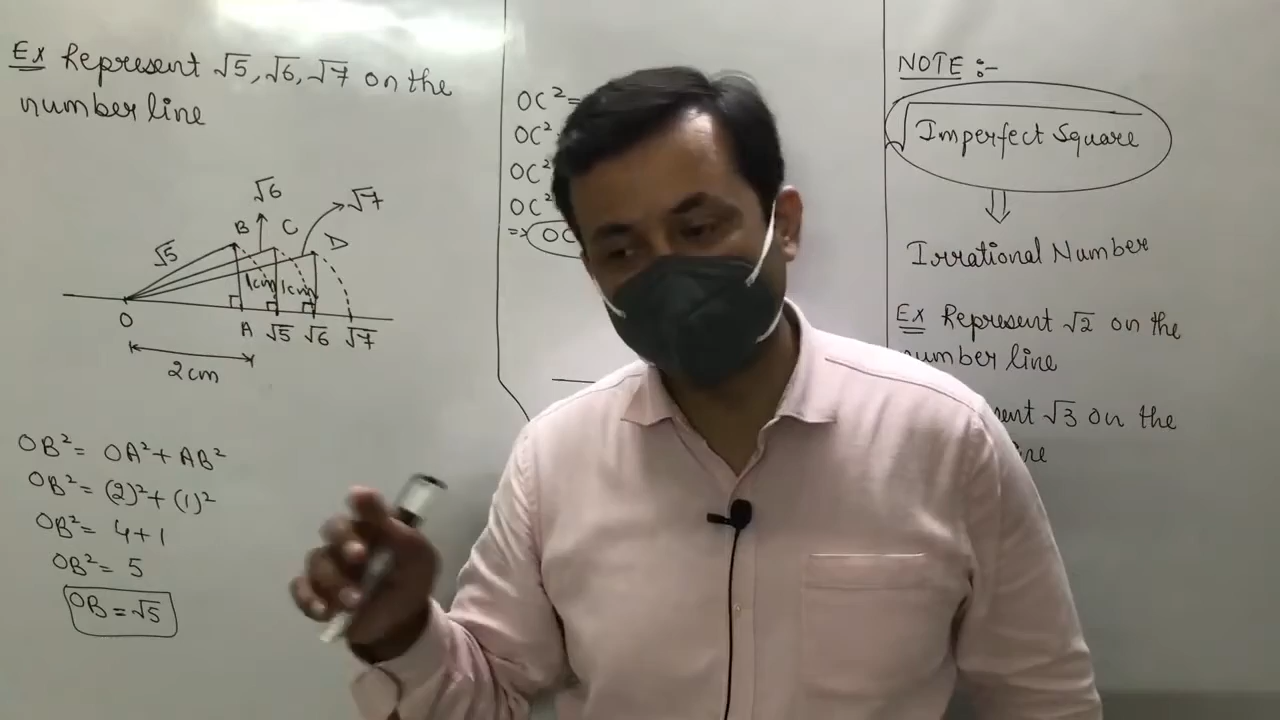 Ex Represent √5, √6, √7 on the
number line
√6
√7
B
C
D
√5
1cm
1cm
O
A
√5
√6
√7
2cm
OB² = OA² + AB²
OB² = (2)² + (1)²
OB² = 4+1
OB² = 5
OB = √5
OC² =
OC²
OC²
OC²
=> OC
NOTE :-
√Imperfect Square
⇓
Irrational Number
Ex Represent √2 on the
number line
√3 on the